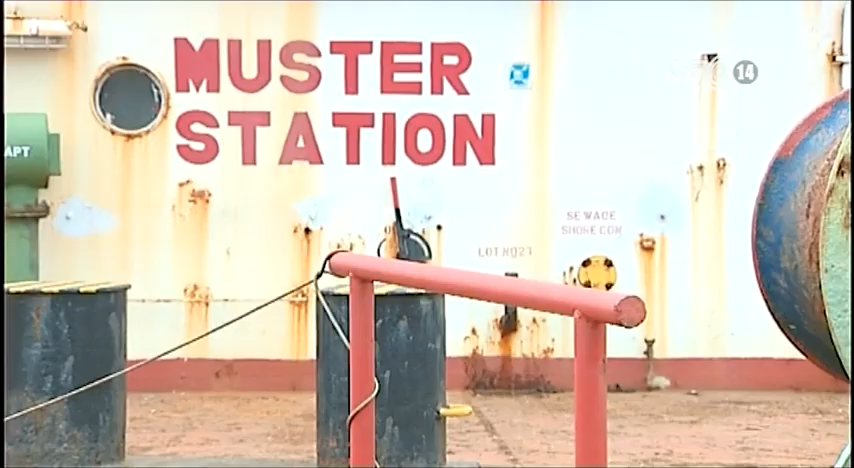 MUSTER
STATION
14
APT
SEWAGE
SHORE CON